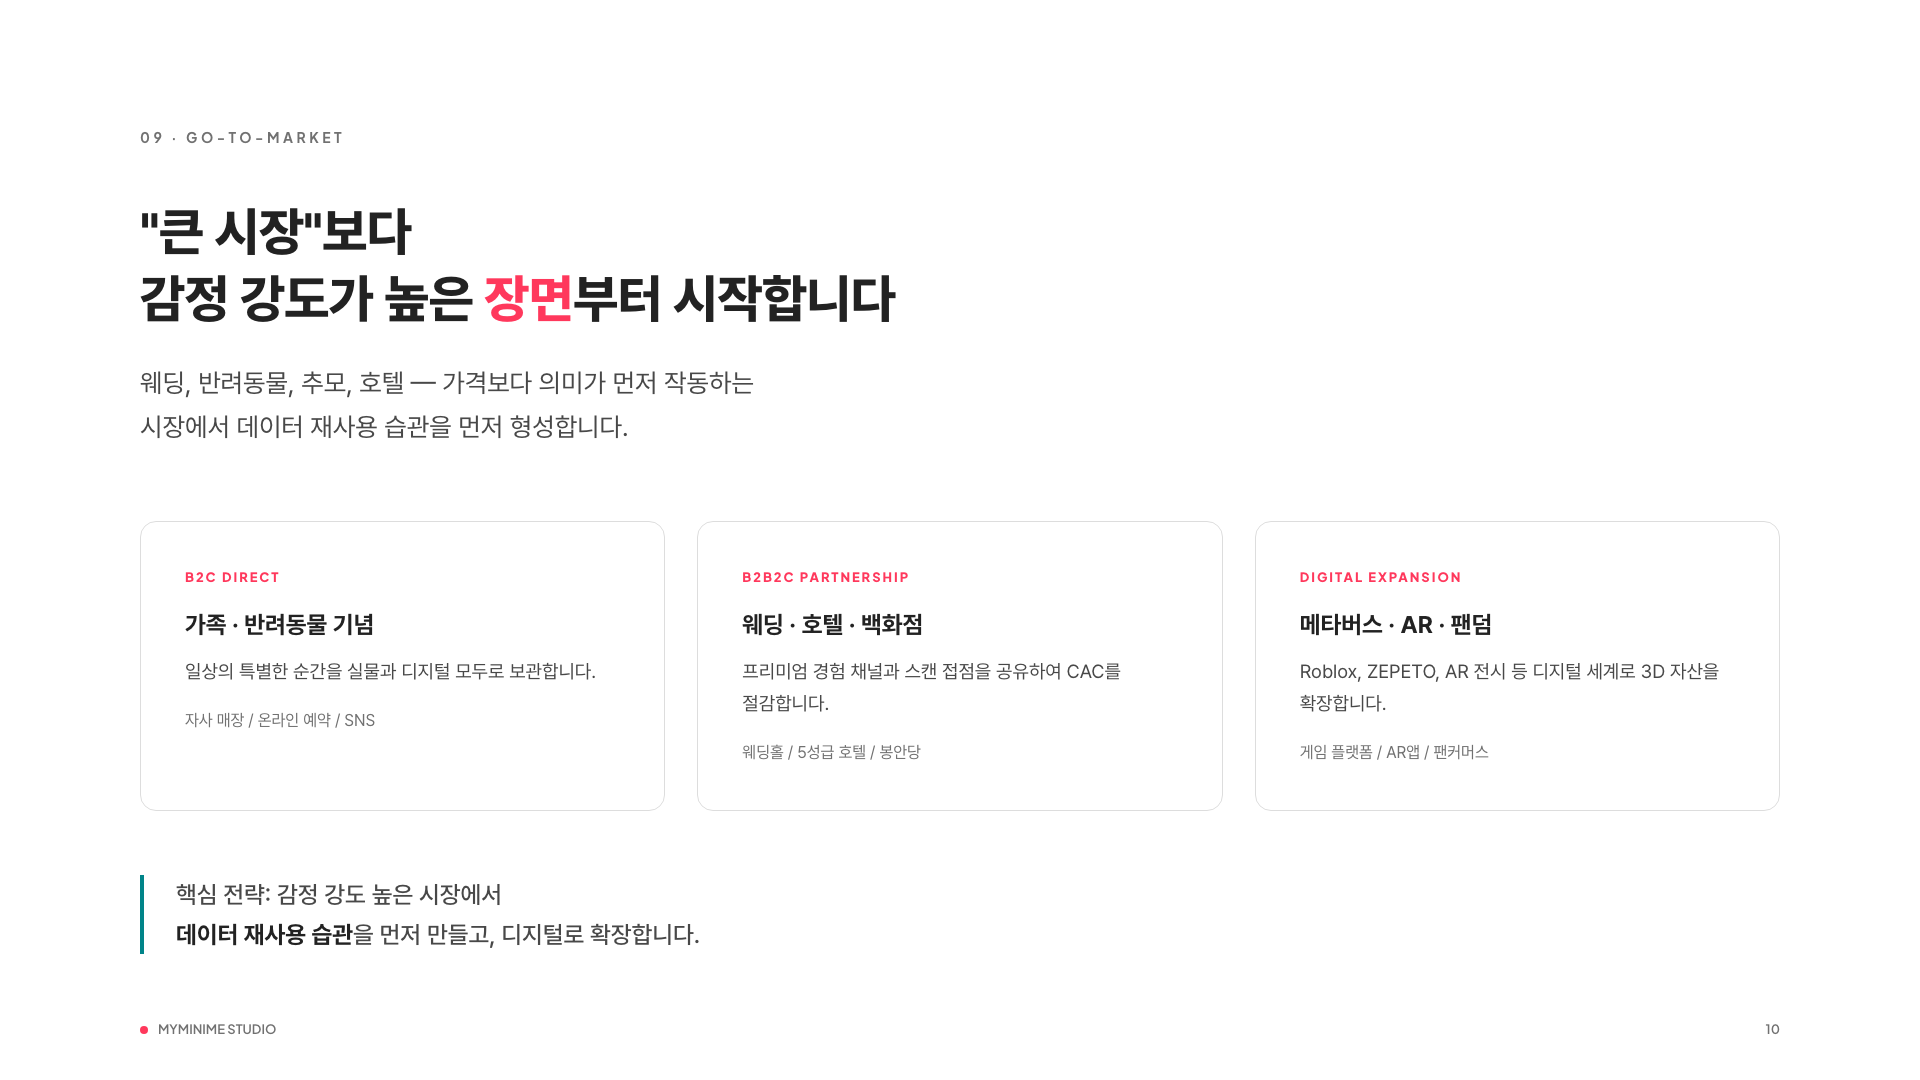 09 · GO-TO-MARKET
"큰 시장"보다
감정 강도가 높은 장면부터 시작합니다
웨딩, 반려동물, 추모, 호텔 — 가격보다 의미가 먼저 작동하는
시장에서 데이터 재사용 습관을 먼저 형성합니다.
B2C DIRECT
가족 · 반려동물 기념
일상의 특별한 순간을 실물과 디지털 모두로 보관합니다.
자사 매장 / 온라인 예약 / SNS
B2B2C PARTNERSHIP
웨딩 · 호텔 · 백화점
프리미엄 경험 채널과 스캔 접점을 공유하여 CAC를
절감합니다.
웨딩홀 / 5성급 호텔 / 봉안당
DIGITAL EXPANSION
메타버스 · AR · 팬덤
Roblox, ZEPETO, AR 전시 등 디지털 세계로 3D 자산을
확장합니다.
게임 플랫폼 / AR앱 / 팬커머스
핵심 전략: 감정 강도 높은 시장에서
데이터 재사용 습관을 먼저 만들고, 디지털로 확장합니다.
MYMINIME STUDIO
10